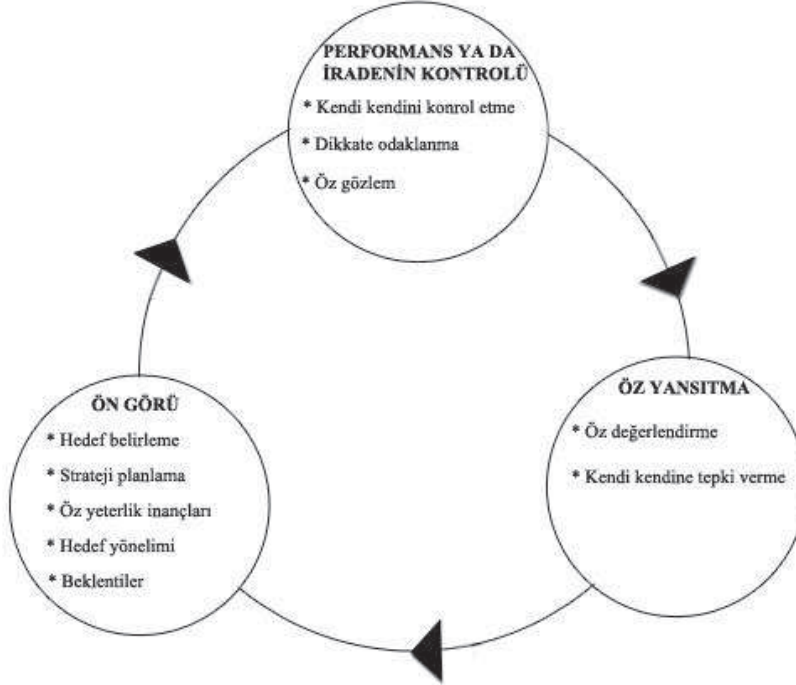 PERFORMANS YA DA
İRADENİN KONTROLÜ
* Kendi kendini konrol etme
* Dikkate odaklanma
* Öz gözlem
ÖN GÖRÜ
* Hedef belirleme
* Strateji planlama
* Öz yeterlik inançları
* Hedef yönelimi
* Beklentiler
ÖZ YANSITMA
* Öz değerlendirme
* Kendi kendine tepki verme